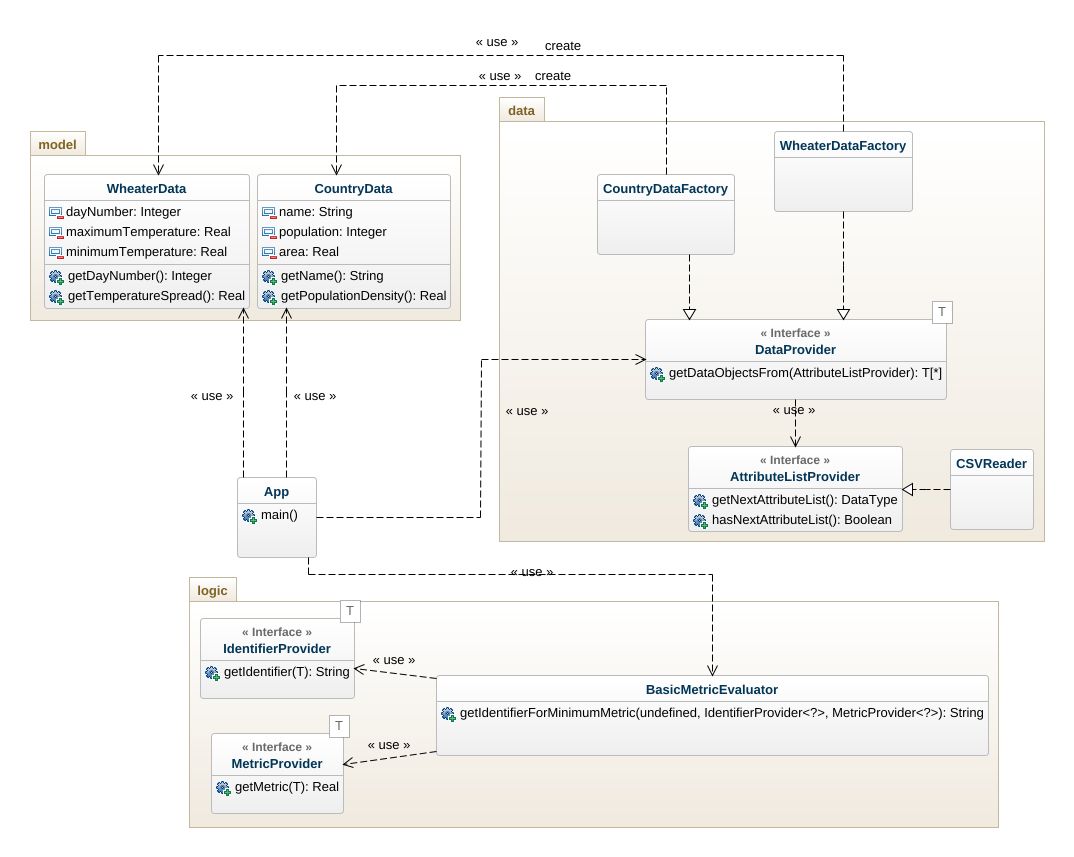 « use » create
« use » create
data
model
WheaterDataFactory
CountryDataFactory
WheaterData
dayNumber: Integer
maximumTemperature: Real
minimumTemperature: Real
getDayNumber(): Integer
getTemperatureSpread(): Real
CountryData
name: String
population: Integer
area: Real
getName(): String
getPopulationDensity(): Real
T
« Interface »
DataProvider
getDataObjectsFrom(AttributeListProvider): T[*]
« use »
« use »
« use »
« use »
« Interface »
AttributeListProvider
getNextAttributeList(): DataType
hasNextAttributeList(): Boolean
CSVReader
App
main()
« use »
logic
T
« Interface »
IdentifierProvider
getIdentifier(T): String
« use »
BasicMetricEvaluator
getIdentifierForMinimumMetric(undefined, IdentifierProvider<?>, MetricProvider<?>): String
T
« Interface »
MetricProvider
getMetric(T): Real
« use »